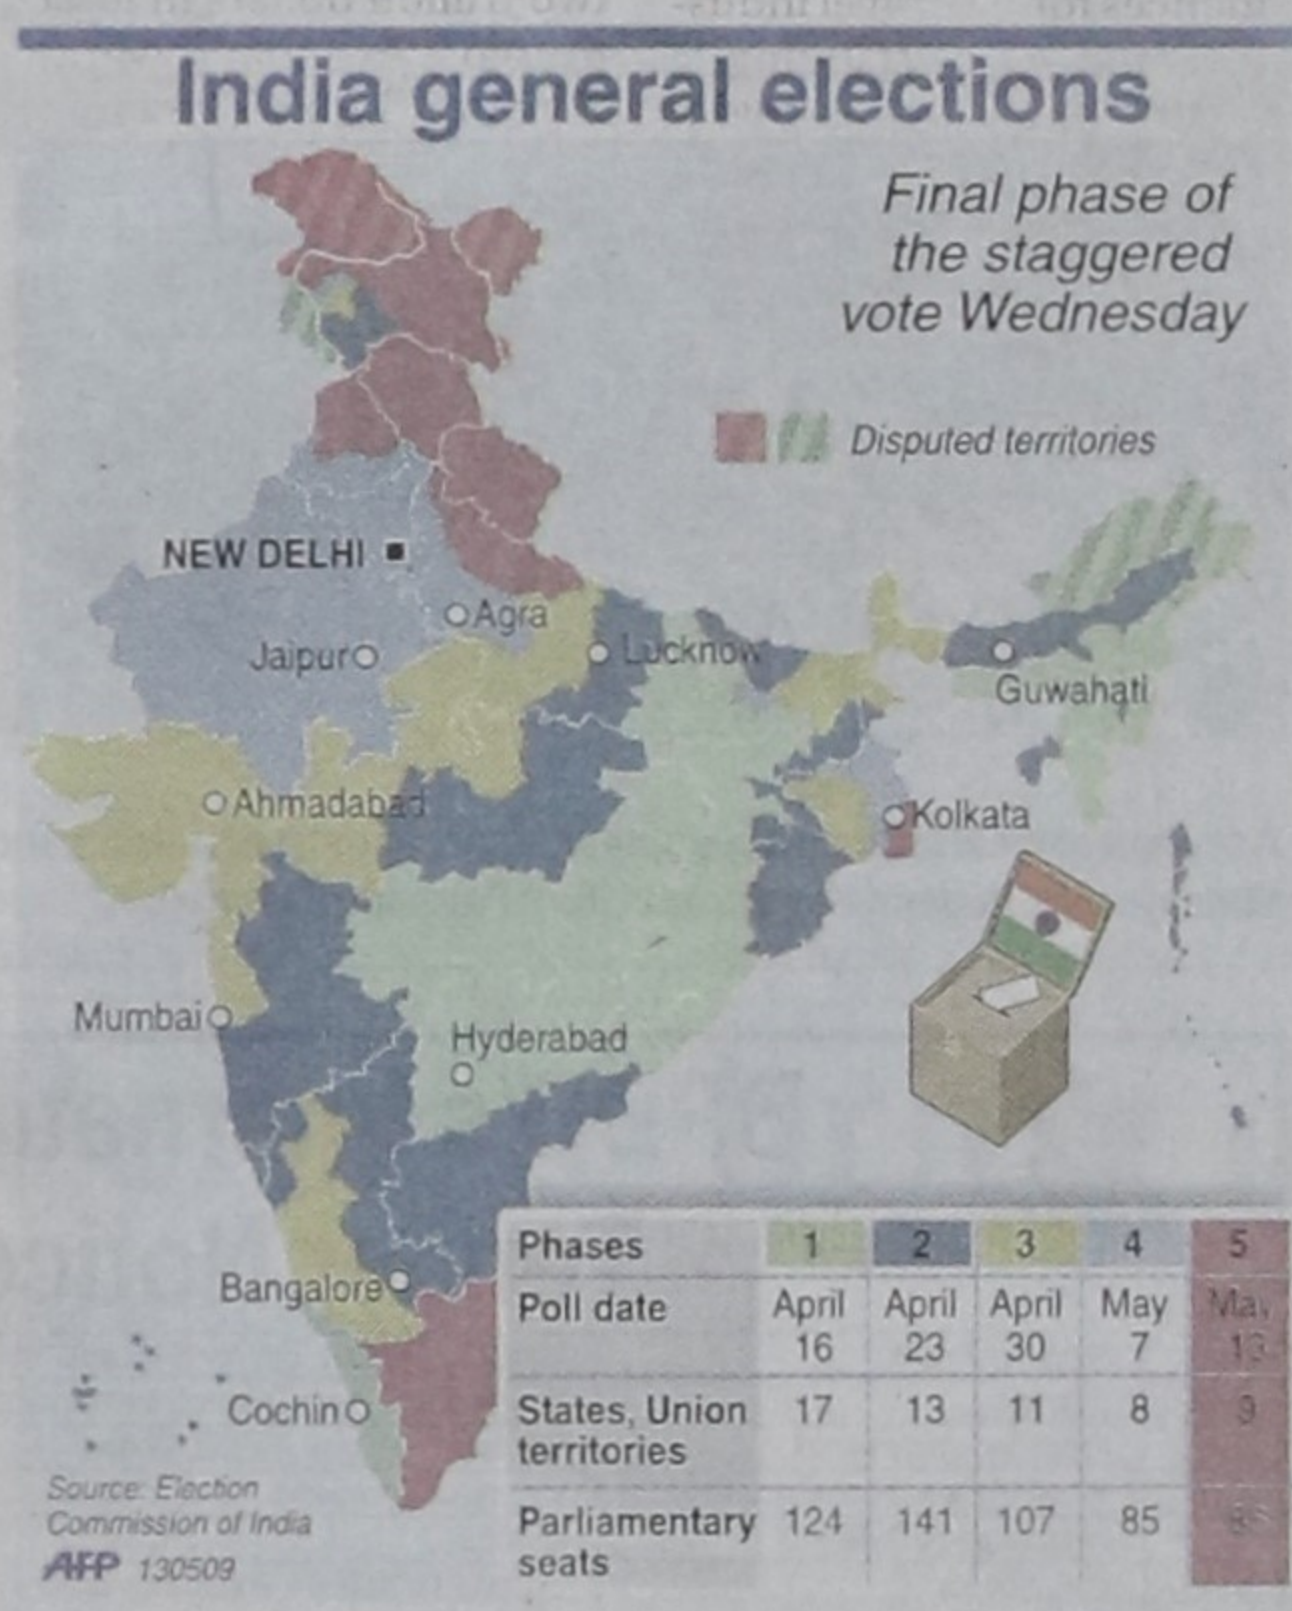 India general elections
Final phase of
the staggered
vote Wednesday
Disputed territories
NEW DELHI
Agra
Jaipur
Lucknow
Guwahati
Ahmadabad
Kolkata
Mumbai
Hyderabad
Bangalore
Cochin
Phases 1 2 3 4 5
Poll date April April April May May
16 23 30 7 13
States, Union 17 13 11 8 9
territories
Parliamentary 124 141 107 85
seats
Source: Election
Commission of India
AFP 130509